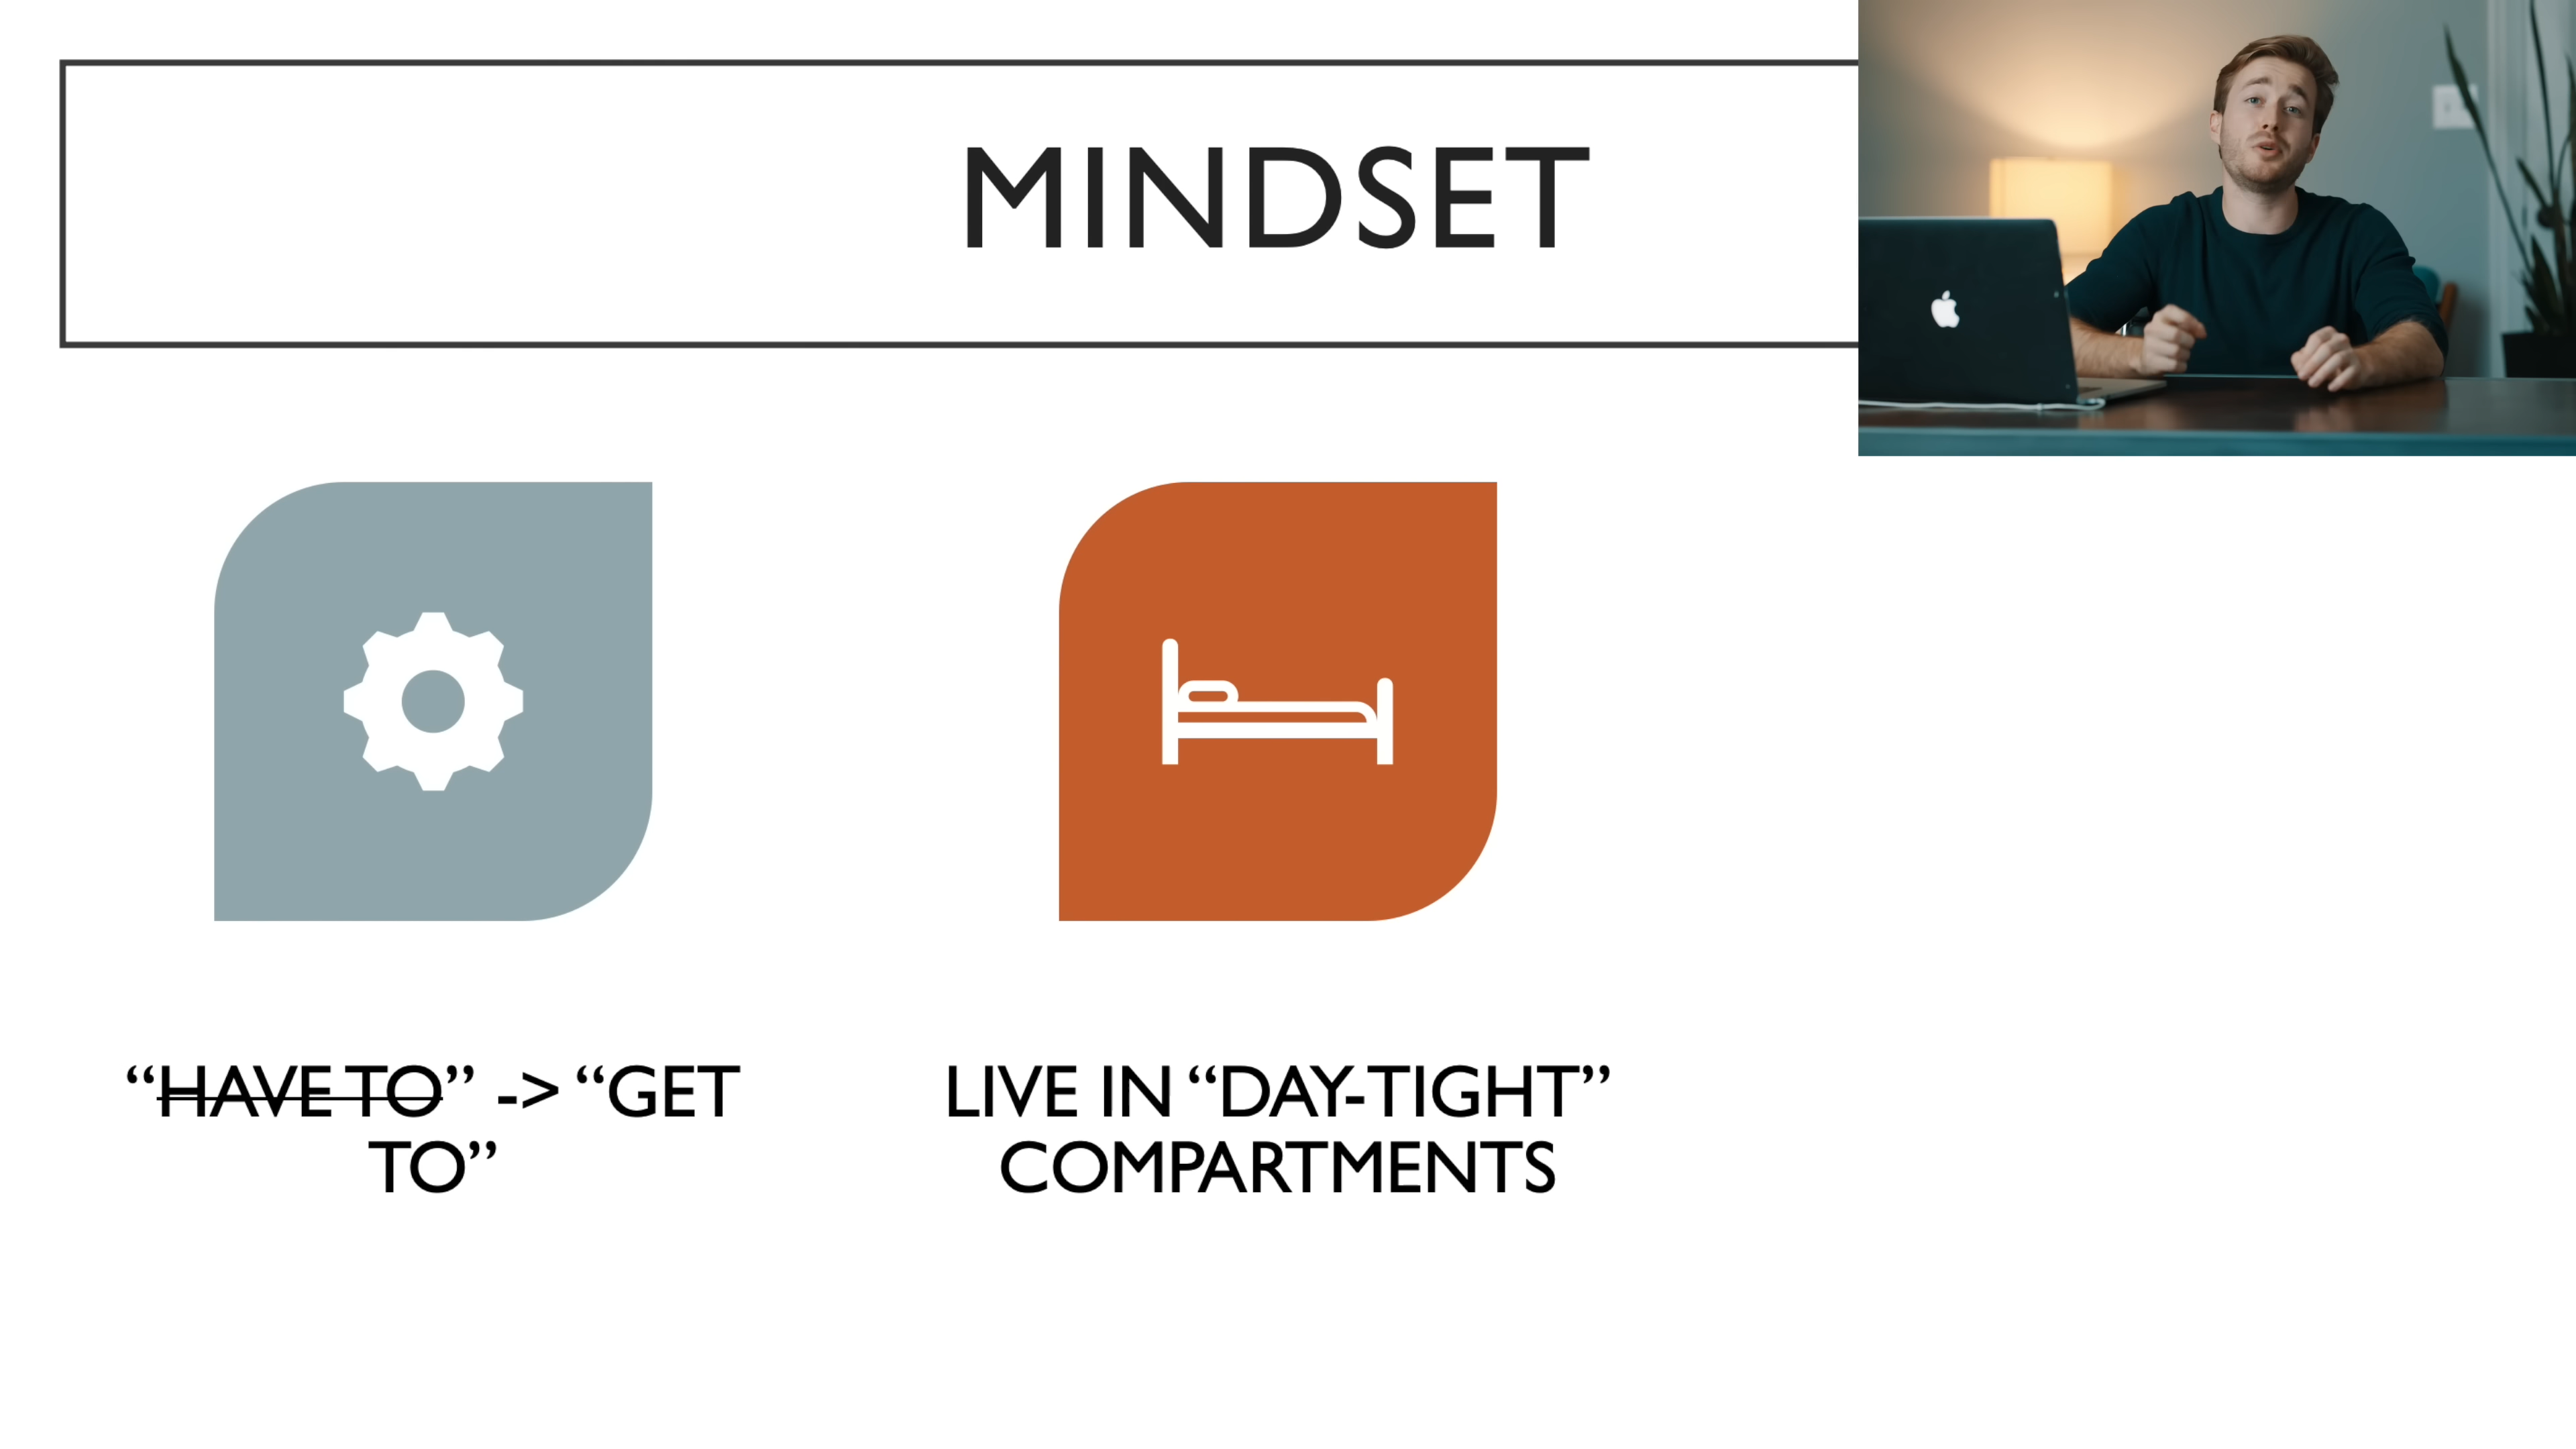 MINDSET
“HAVE TO” -> “GET
TO”
LIVE IN “DAY-TIGHT”
COMPARTMENTS